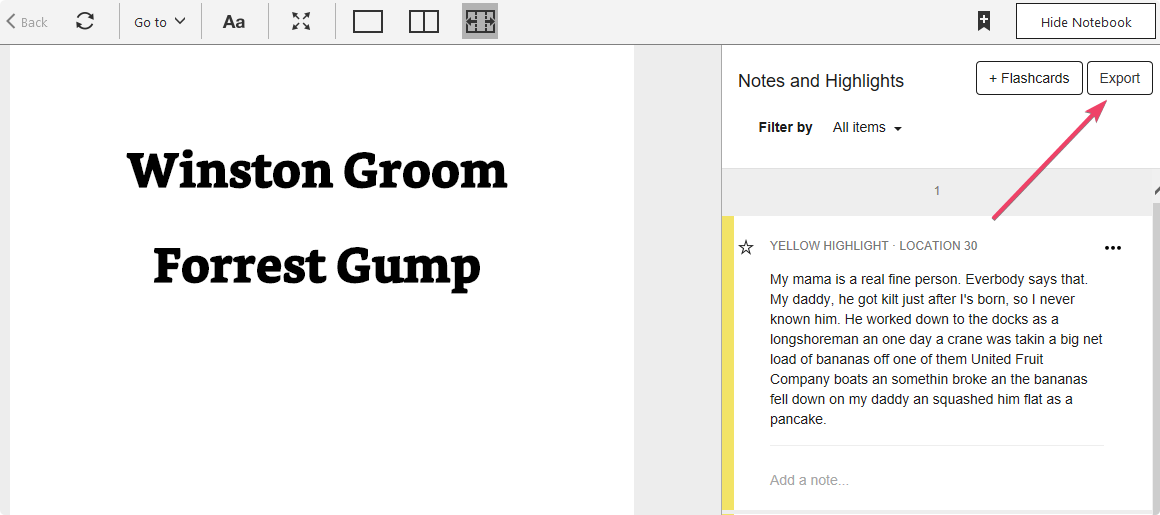 Back
Go to
Aa
Hide Notebook
Winston Groom
Forrest Gump
Notes and Highlights
+ Flashcards
Export
Filter by All items
1
YELLOW HIGHLIGHT · LOCATION 30
My mama is a real fine person. Everbody says that.
My daddy, he got kilt just after I's born, so I never
known him. He worked down to the docks as a
longshoreman an one day a crane was takin a big net
load of bananas off one of them United Fruit
Company boats an somethin broke an the bananas
fell down on my daddy an squashed him flat as a
pancake.
Add a note...